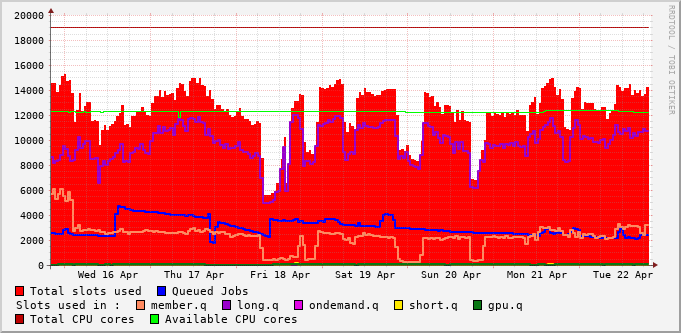 20000
18000
16000
14000
12000
10000
8000
6000
4000
2000
0
RRDTOOL / TOBI OETIKER
Wed 16 Apr Thu 17 Apr Fri 18 Apr Sat 19 Apr Sun 20 Apr Mon 21 Apr Tue 22 Apr
Total slots used Queued Jobs
Slots used in : member.q long.q ondemand.q short.q gpu.q
Total CPU cores Available CPU cores